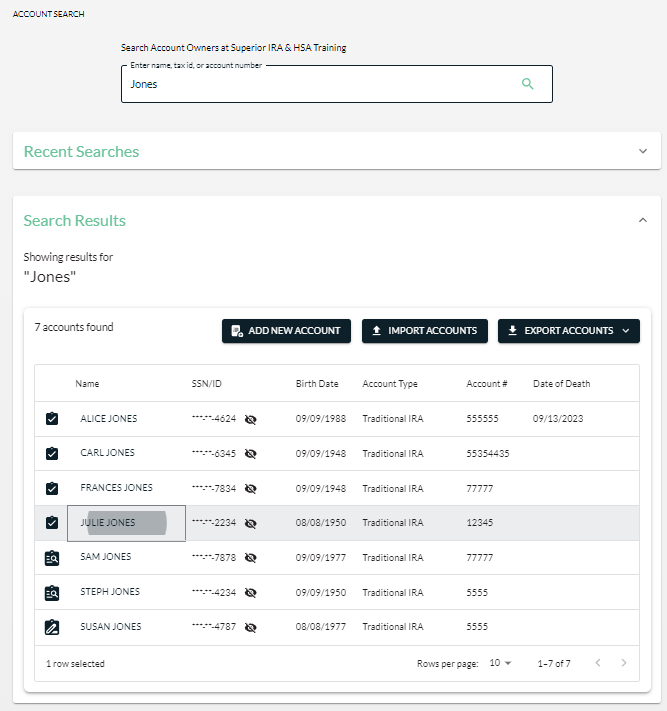 ACCOUNT SEARCH
Search Account Owners at Superior IRA & HSA Training
Enter name, tax id, or account number
Jones
Recent Searches
Search Results
Showing results for
"Jones"
7 accounts found ADD NEW ACCOUNT IMPORT ACCOUNTS EXPORT ACCOUNTS
Name SSN/ID Birth Date Account Type Account # Date of Death
ALICE JONES ***-**-4624 09/09/1988 Traditional IRA 555555 09/13/2023
CARL JONES ***-**-6345 09/09/1948 Traditional IRA 55354435
FRANCES JONES ***-**-7834 09/09/1948 Traditional IRA 77777
JULIE JONES ***-**-2234 08/08/1950 Traditional IRA 12345
SAM JONES ***-**-7878 09/09/1977 Traditional IRA 77777
STEPH JONES ***-**-4234 09/09/1950 Traditional IRA 5555
SUSAN JONES ***-**-4787 08/08/1977 Traditional IRA 5555
1 row selected Rows per page: 10 1–7 of 7